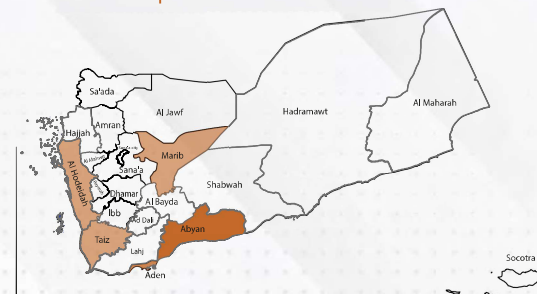 Sa'ada
Al Jawf
Hadramawt
Al Maharah
Hajjah
Amran
Marib
Sana'a
Al Hodeidah
Dhamar
Shabwah
Al Bayda
Ibb
Ad Dali
Abyan
Taiz
Lahj
Aden
Socotra